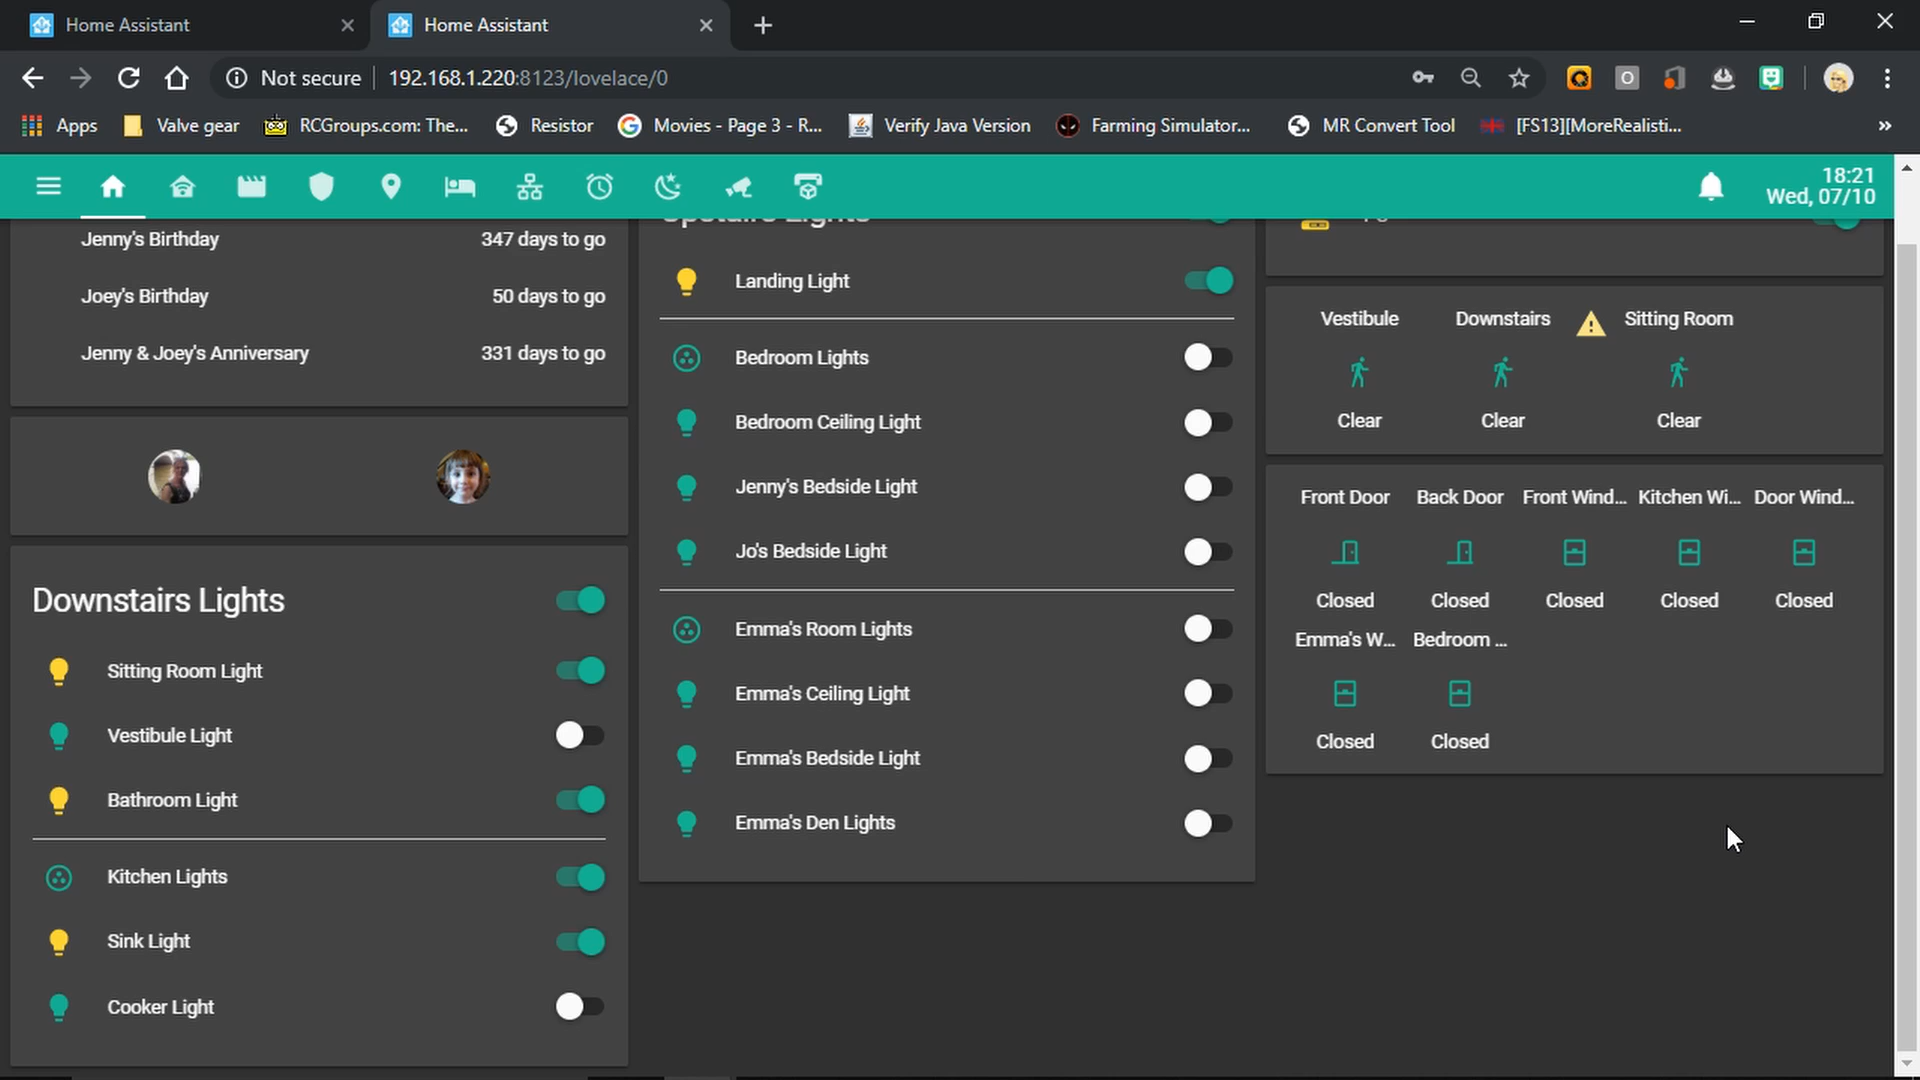 Home Assistant
Home Assistant
Not secure
192.168.1.220:8123/lovelace/0
Apps
Valve gear
RCGroups.com: The...
Resistor
Movies - Page 3 - R...
Verify Java Version
Farming Simulator...
MR Convert Tool
[FS13][MoreRealisti...
»
18:21
Wed, 07/10
Jenny's Birthday
347 days to go
Joey's Birthday
50 days to go
Jenny & Joey's Anniversary
331 days to go
Downstairs Lights
Sitting Room Light
Vestibule Light
Bathroom Light
Kitchen Lights
Sink Light
Cooker Light
Upstairs Lights
Landing Light
Bedroom Lights
Bedroom Ceiling Light
Jenny's Bedside Light
Jo's Bedside Light
Emma's Room Lights
Emma's Ceiling Light
Emma's Bedside Light
Emma's Den Lights
Vestibule
Downstairs
Sitting Room
Clear
Clear
Clear
Front Door
Back Door
Front Wind...
Kitchen Wi...
Door Wind...
Closed
Closed
Closed
Closed
Closed
Emma's W...
Bedroom ...
Closed
Closed